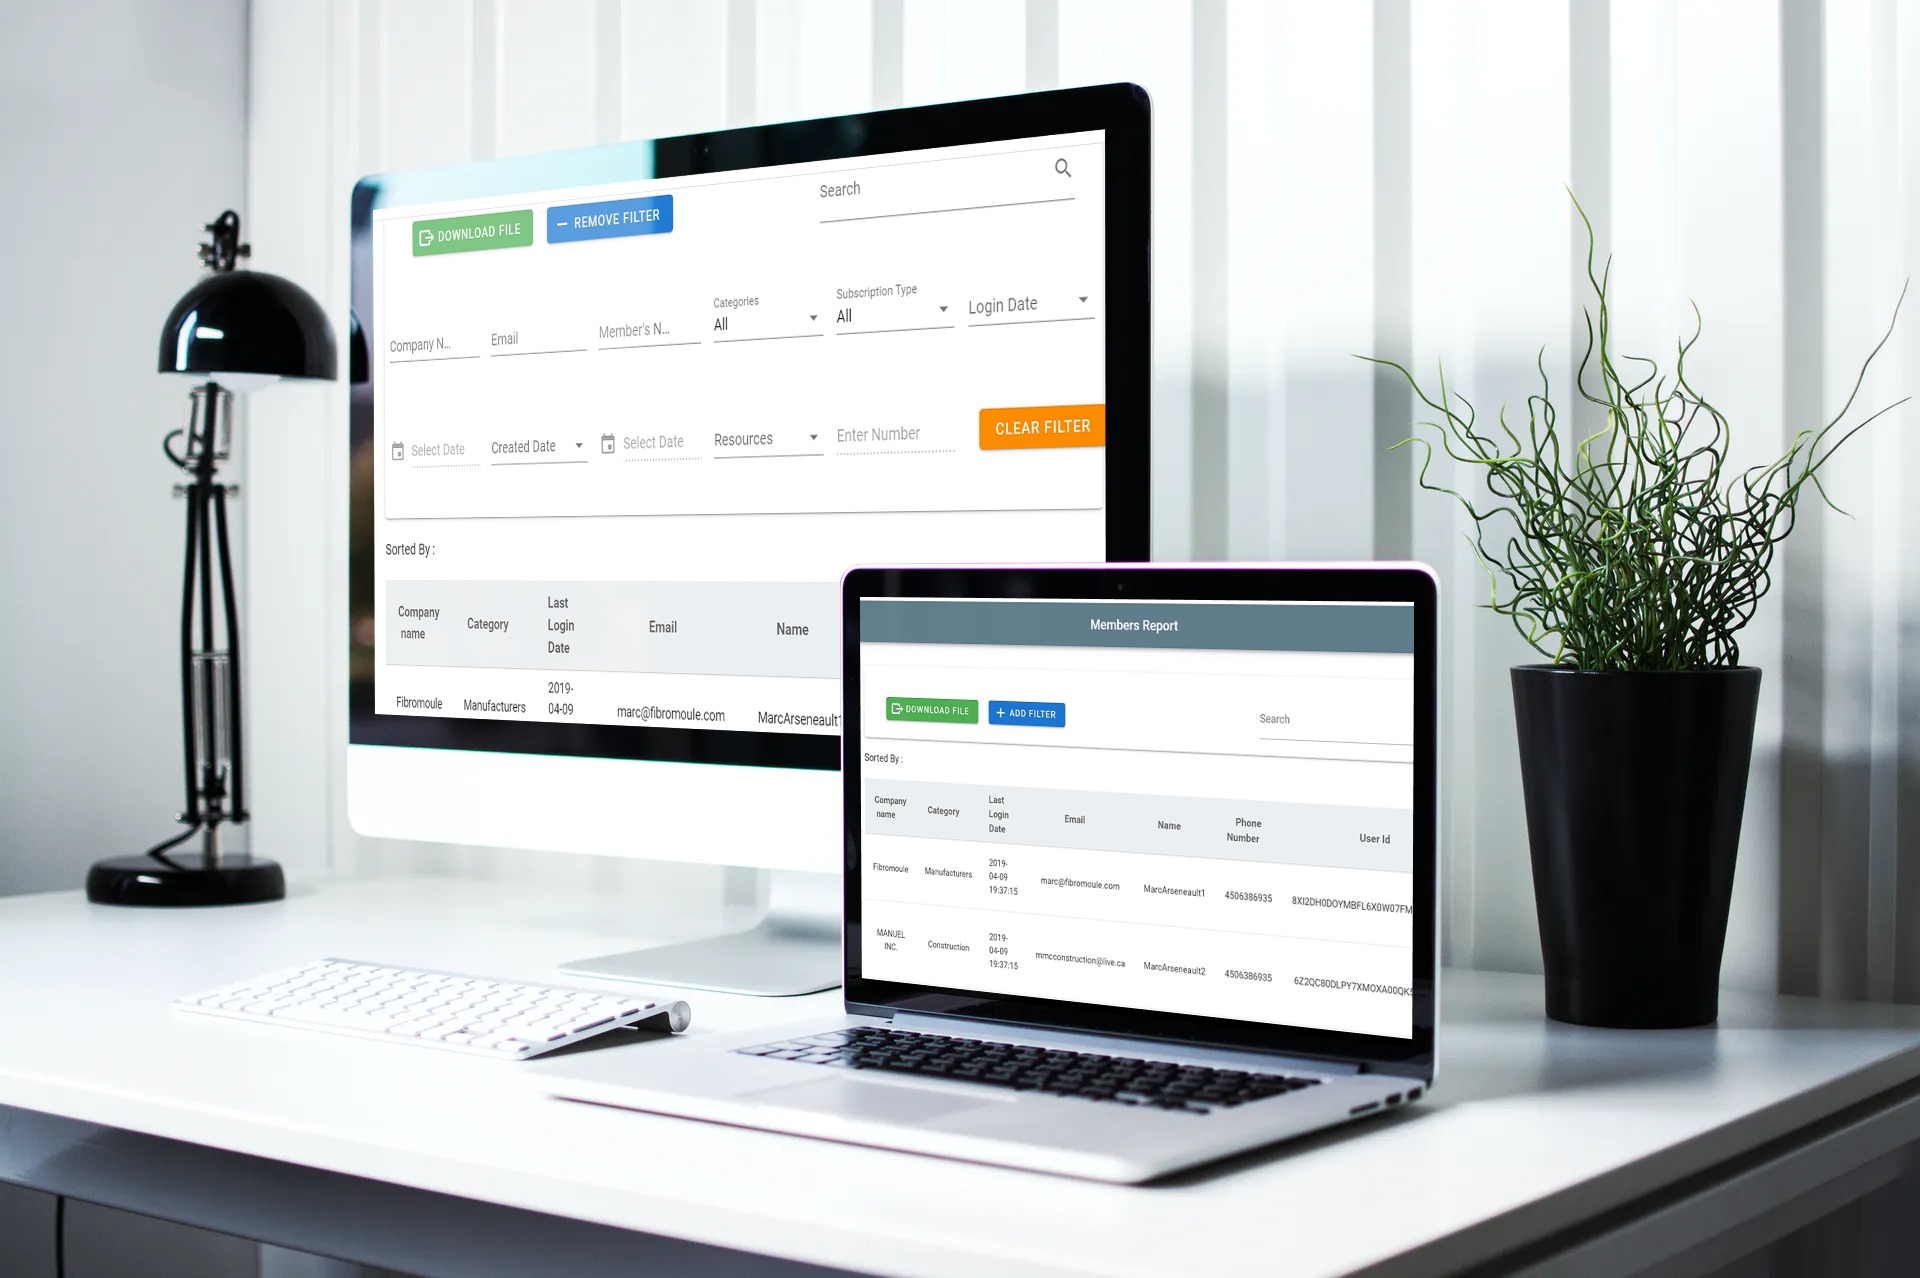 DOWNLOAD FILE
REMOVE FILTER
Search
Company N...
Email
Member's N...
Categories
All
Subscription Type
All
Login Date
Select Date
Created Date
Select Date
Resources
Enter Number
CLEAR FILTER
Sorted By :
Company
name
Category
Last
Login
Date
Email
Name
Fibromoule
Manufacturers
2019-
04-09
marc@fibromoule.com
MarcArseneault1
Members Report
DOWNLOAD FILE
ADD FILTER
Search
Sorted By :
Company
name
Category
Last
Login
Date
Email
Name
Phone
Number
User Id
Fibromoule
Manufacturers
2019-
04-09
19:37:15
marc@fibromoule.com
MarcArseneault1
4506386935
8XI2DH0DOYMBFL6X0W07FM
MANUEL
INC.
Construction
2019-
04-09
19:37:15
mmcconstruction@live.ca
MarcArseneault2
4506386935
6Z2QC80DLPY7XMOXA00QKS